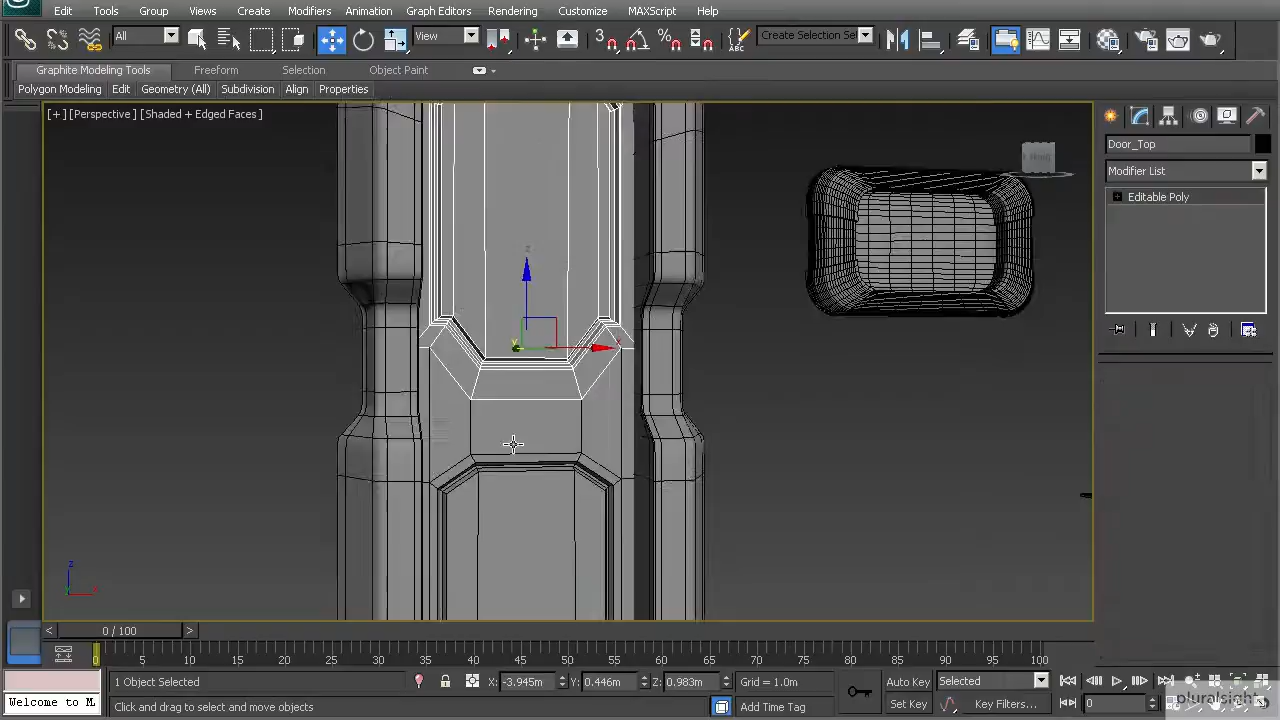 Edit Tools Group Views Create Modifiers Animation Graph Editors Rendering Customize MAXScript Help
All View 3 Create Selection Se
Graphite Modeling Tools Freeform Selection Object Paint
Polygon Modeling Edit Geometry (All) Subdivision Align Properties
[+] [Perspective] [Shaded + Edged Faces]
Door_Top
Modifier List
Editable Poly
z
y x
z
x
< 0 / 100 >
0 5 10 15 20 25 30 35 40 45 50 55 60 65 70 75 80 85 90 95 100
1 Object Selected X: -3.945m Y: 0.446m Z: 0.983m Grid = 1.0m Auto Key Selected
Welcome to M Click and drag to select and move objects Add Time Tag Set Key Key Filters... 0
pluralsight